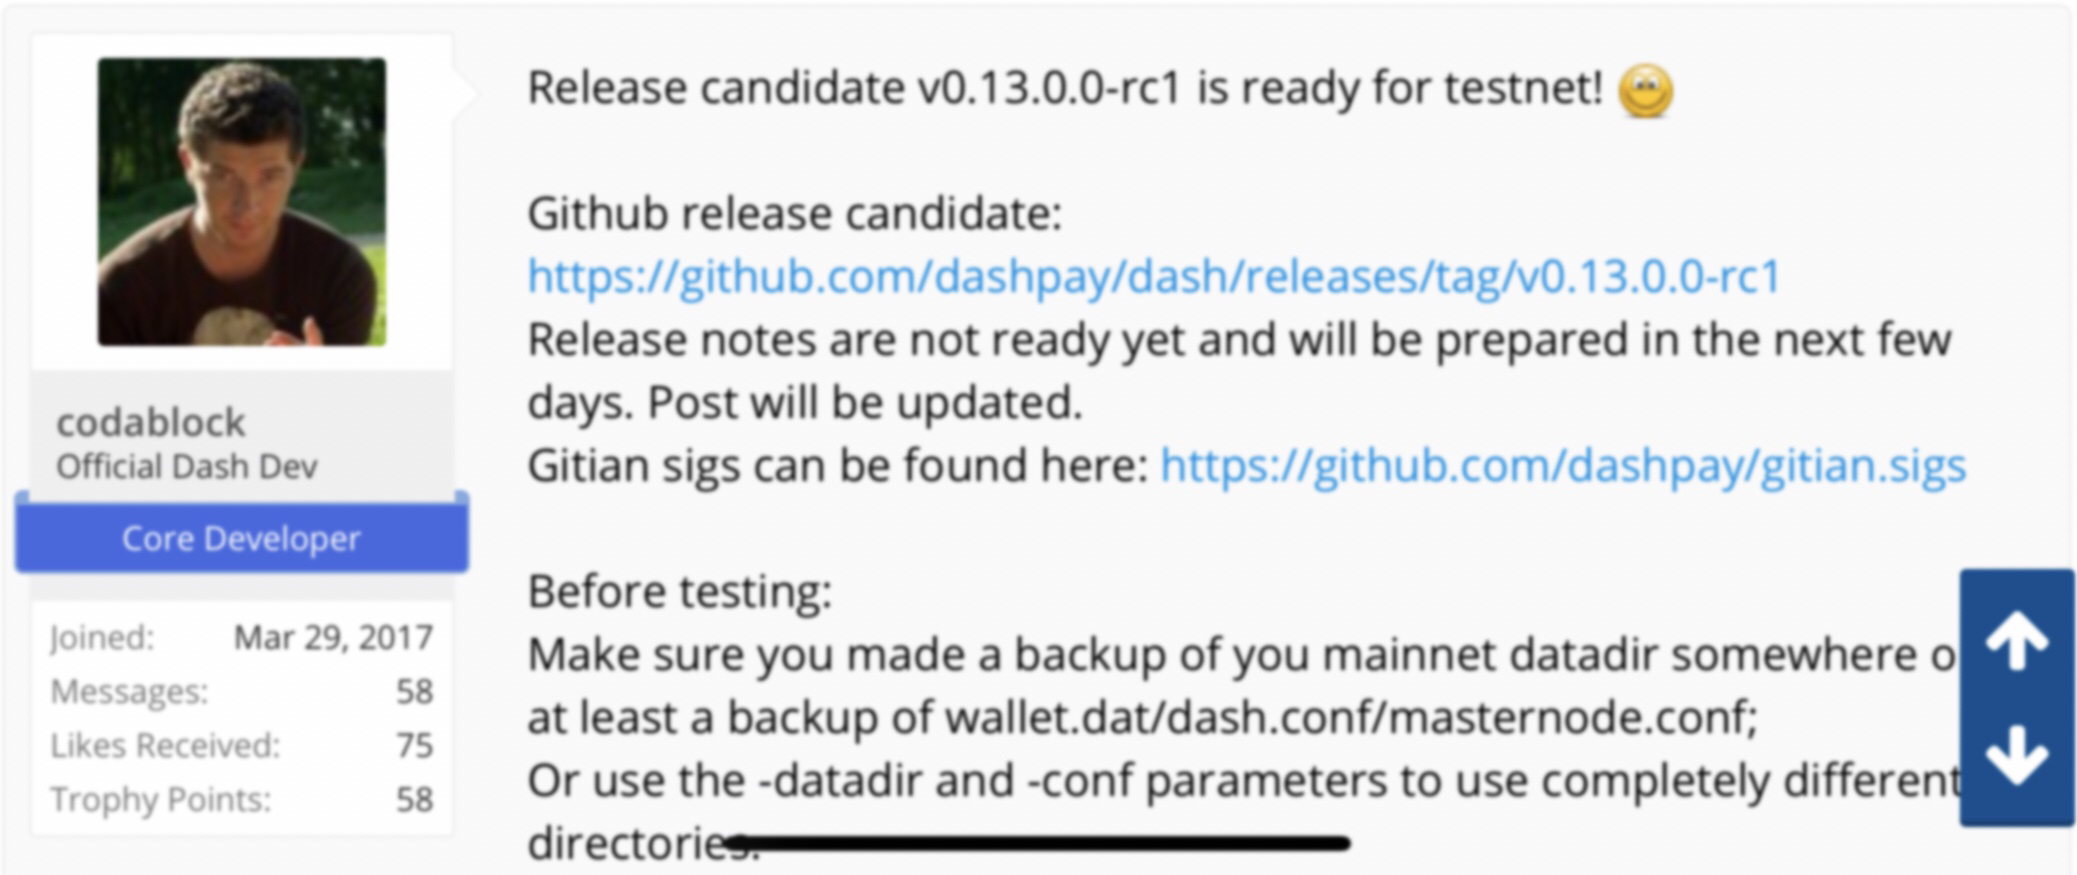 codablock
Official Dash Dev
Core Developer
Joined: Mar 29, 2017
Messages: 58
Likes Received: 75
Trophy Points: 58
Release candidate v0.13.0.0-rc1 is ready for testnet!
Github release candidate:
https://github.com/dashpay/dash/releases/tag/v0.13.0.0-rc1
Release notes are not ready yet and will be prepared in the next few
days. Post will be updated.
Gitian sigs can be found here: https://github.com/dashpay/gitian.sigs
Before testing:
Make sure you made a backup of you mainnet datadir somewhere o
at least a backup of wallet.dat/dash.conf/masternode.conf;
Or use the -datadir and -conf parameters to use completely different
directories.